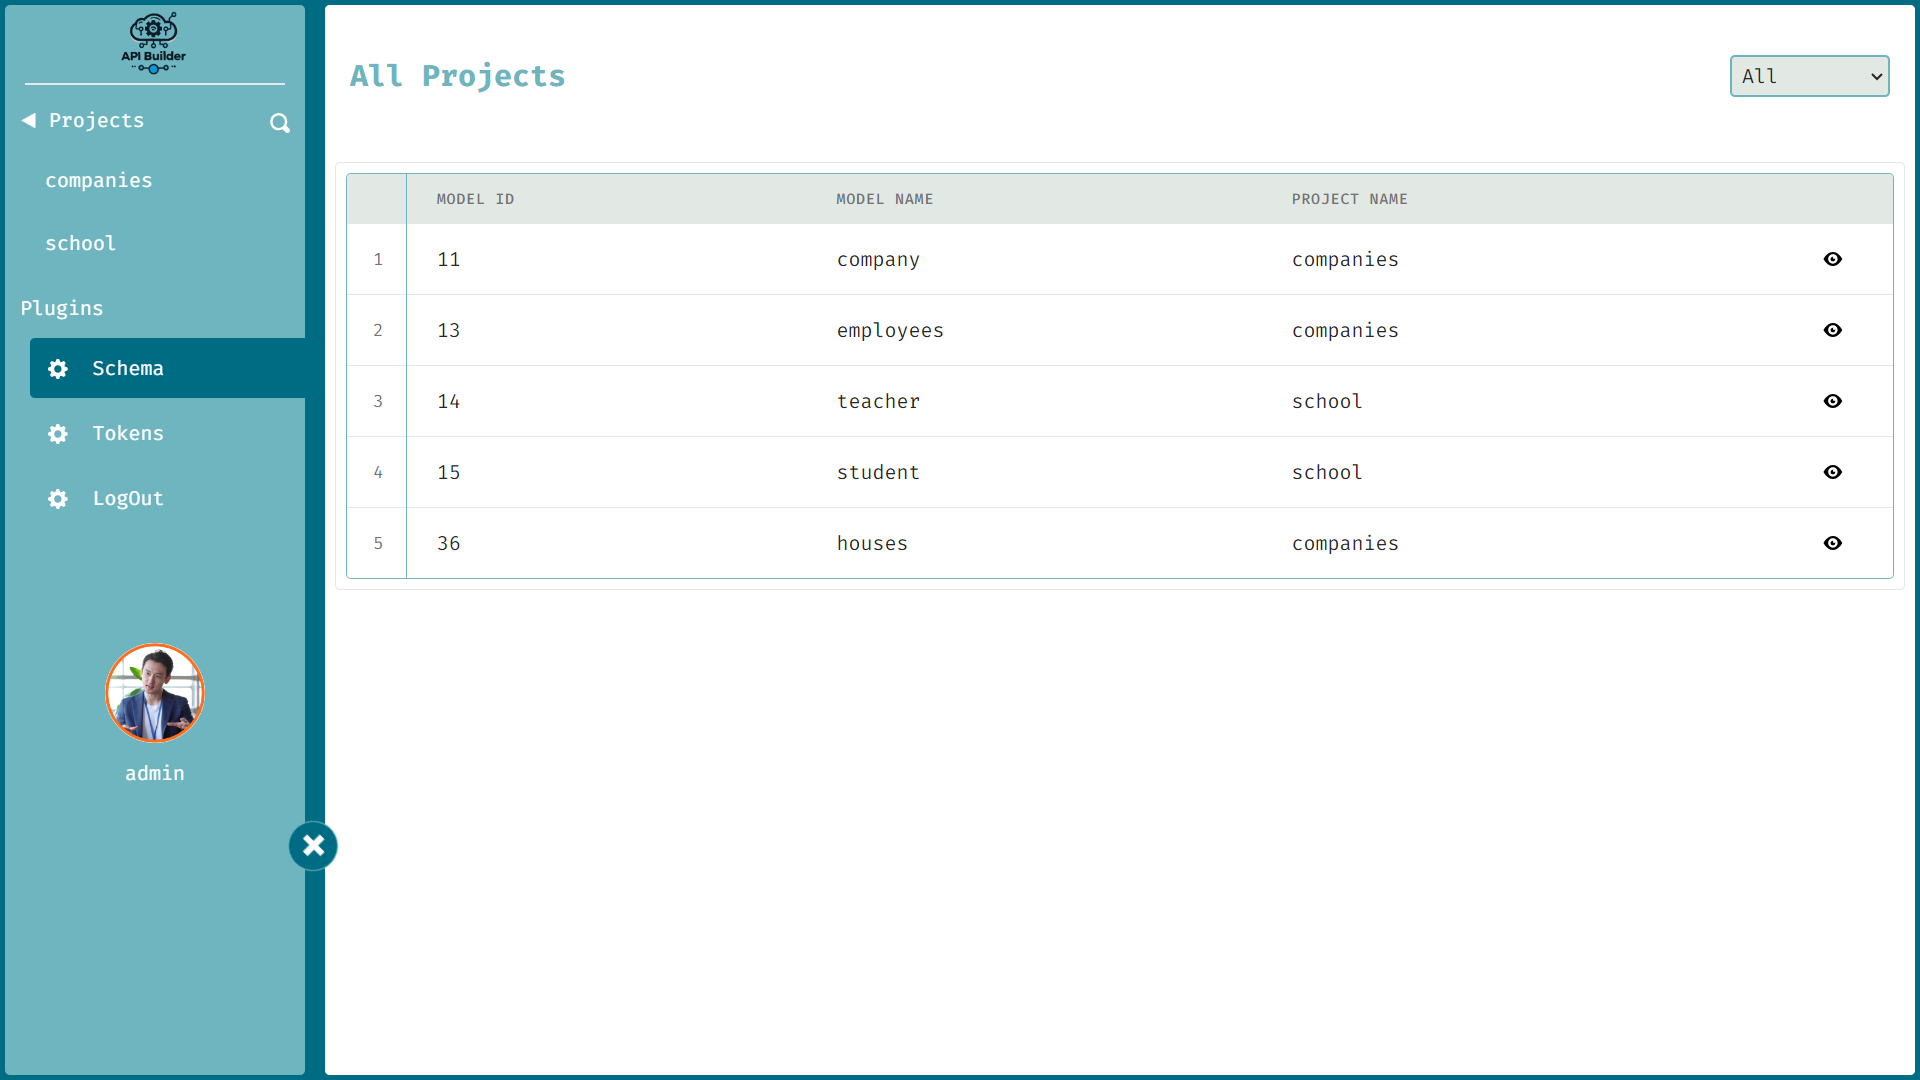 API Builder
Projects
companies
school
Plugins
Schema
Tokens
LogOut
admin
All Projects
All
MODEL ID MODEL NAME PROJECT NAME
1 11 company companies
2 13 employees companies
3 14 teacher school
4 15 student school
5 36 houses companies